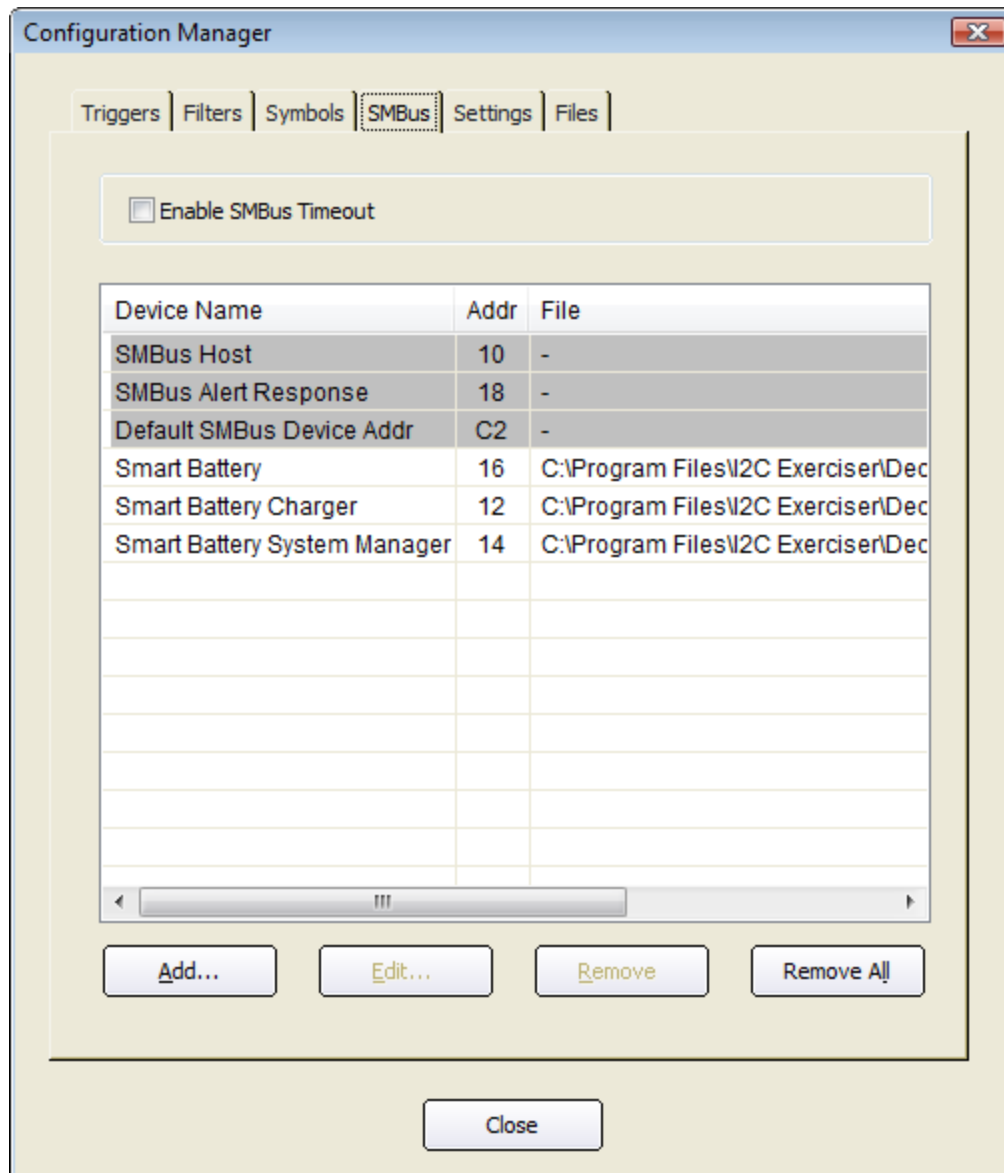 Configuration Manager
Triggers Filters Symbols SMBus Settings Files
Enable SMBus Timeout
Device Name Addr File
SMBus Host 10 -
SMBus Alert Response 18 -
Default SMBus Device Addr C2 -
Smart Battery 16 C:\Program Files\I2C Exerciser\Dec
Smart Battery Charger 12 C:\Program Files\I2C Exerciser\Dec
Smart Battery System Manager 14 C:\Program Files\I2C Exerciser\Dec
Add... Edit... Remove Remove All
Close